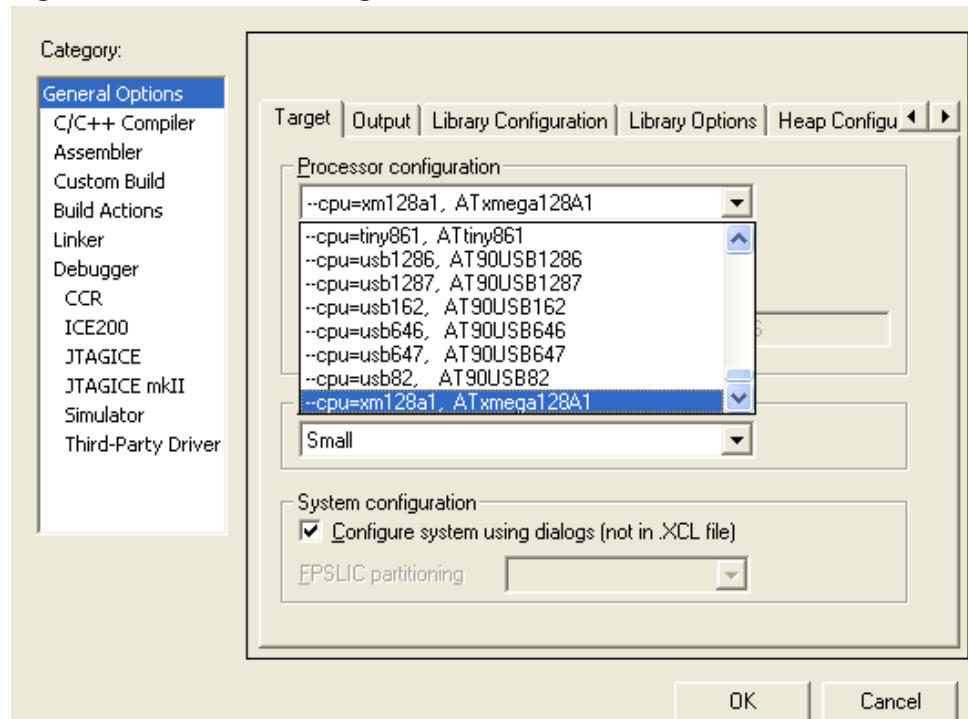 Category:
General Options
C/C++ Compiler
Assembler
Custom Build
Build Actions
Linker
Debugger
CCR
ICE200
JTAGICE
JTAGICE mkII
Simulator
Third-Party Driver
Target Output Library Configuration Library Options Heap Configu
Processor configuration
--cpu=xm128a1, ATxmega128A1
--cpu=tiny861, ATtiny861
--cpu=usb1286, AT90USB1286
--cpu=usb1287, AT90USB1287
--cpu=usb162, AT90USB162
--cpu=usb646, AT90USB646
--cpu=usb647, AT90USB647
--cpu=usb82, AT90USB82
--cpu=xm128a1, ATxmega128A1
Small
System configuration
Configure system using dialogs (not in .XCL file)
FPSLIC partitioning
OK Cancel